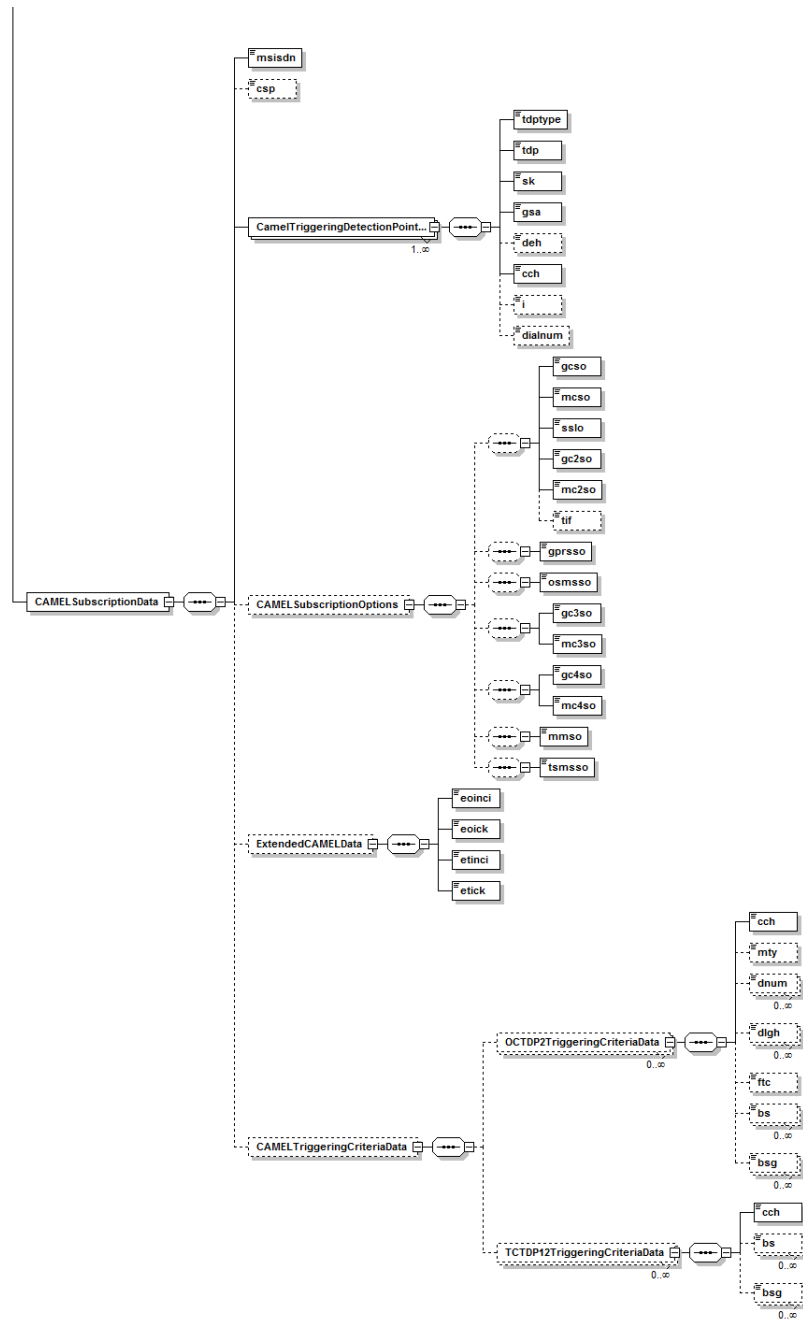 msisdn
csp
tdptype
tdp
sk
gsa
CamelTriggeringDetectionPoint...
1..∞
deh
cch
i
dialnum
gcso
mcso
sslo
gc2so
mc2so
tif
gprsso
osmsso
CAMELSubscriptionData
CAMELSubscriptionOptions
gc3so
mc3so
gc4so
mc4so
mmso
tsmsso
eoinci
eoick
ExtendedCAMELData
etinci
etick
cch
mty
dnum
0..∞
dlgh
0..∞
OCTDP2TriggeringCriteriaData
0..∞
ftc
bs
0..∞
bsg
0..∞
CAMELTriggeringCriteriaData
cch
bs
0..∞
TCTDP12TriggeringCriteriaData
0..∞
bsg
0..∞